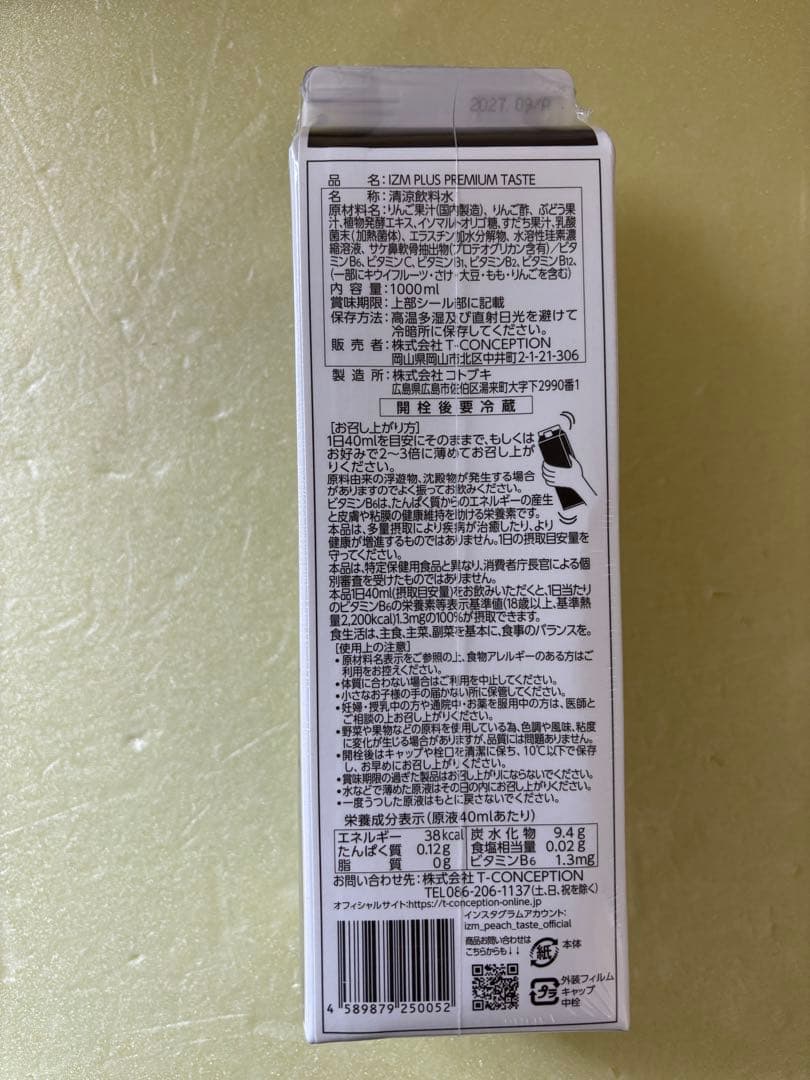 2027.09/A
品 名:IZM PLUS PREMIUM TASTE
名 称:清涼飲料水
原材料名:りんご果汁(国内製造)、りんご酢、ぶどう果
汁、植物発酵エキス、イソマルトオリゴ糖、すだち果汁、乳酸
菌末(加熱菌体)、エラスチン加水分解物、水溶性珪素濃
縮溶液、サケ鼻軟骨抽出物(プロテオグリカン含有)/ビタ
ミンB6、ビタミンC、ビタミンB1、ビタミンB2、ビタミンB12、
(一部にキウイフルーツ・さけ・大豆・もも・りんごを含む)
内 容 量:1000ml
賞味期限:上部シール部に記載
保存方法:高温多湿及び直射日光を避けて
冷暗所に保存してください。
販 売 者:株式会社 T-CONCEPTION
岡山県岡山市北区中井町2-1-21-306
製 造 所:株式会社 コトブキ
広島県広島市佐伯区湯来町大字下2990番1
開栓後要冷蔵
[お召し上がり方]
1日40mlを目安にそのままで、もしくは
お好みで2〜3倍に薄めてお召し上が
りください。
原料由来の浮遊物、沈殿物が発生する場合
がありますのでよく振ってお飲みください。
ビタミンB6は、たんぱく質からのエネルギーの産生
と皮膚や粘膜の健康維持を助ける栄養素です。
本品は、多量摂取により疾病が治癒したり、より
健康が増進するものではありません。1日の摂取目安量を
守ってください。
本品は、特定保健用食品と異なり、消費者庁長官による個
別審査を受けたものではありません。
本品1日40ml(摂取目安量)をお飲みいただくと、1日当たり
のビタミンB6の栄養素等表示基準値(18歳以上、基準熱
量2,200kcal)1.3mgの100%が摂取できます。
食生活は、主食、主菜、副菜を基本に、食事のバランスを。
[使用上の注意]
•原材料名表示をご参照の上、食物アレルギーのある方はご
利用をお控えください。
•体質に合わない場合はご利用を中止してください。
•小さなお子様の手の届かない所に保管してください。
•妊婦・授乳中の方や通院中・お薬を服用中の方は、医師と
ご相談の上お召し上がりください。
•野菜や果物などの原料を使用している為、色調や風味、粘度
に変化が生じる場合がありますが、品質には問題ありません。
•開栓後はキャップや栓口を清潔に保ち、10℃以下で保存
し、お早めにお召し上がりください。
•賞味期限の過ぎた製品はお召し上がりにならないでください。
•水などで薄めた原液はその日の内にお召し上がりください。
•一度うつした原液はもとに戻さないでください。
栄養成分表示(原液40mlあたり)
エネルギー 38kcal 炭水化物 9.4g
たんぱく質 0.12g 食塩相当量 0.02g
脂 質 0g ビタミンB6 1.3mg
お問い合わせ先:株式会社 T-CONCEPTION
TEL086-206-1137(土、日、祝を除く)
オフィシャルサイト:https://t-conception-online.jp/
インスタグラムアカウント:
izm_peach_taste_official
商品お問い合わせは
こちらからも↓↓
紙 本体
プラ 外装フィルム
キャップ
中栓
4 589879 250052